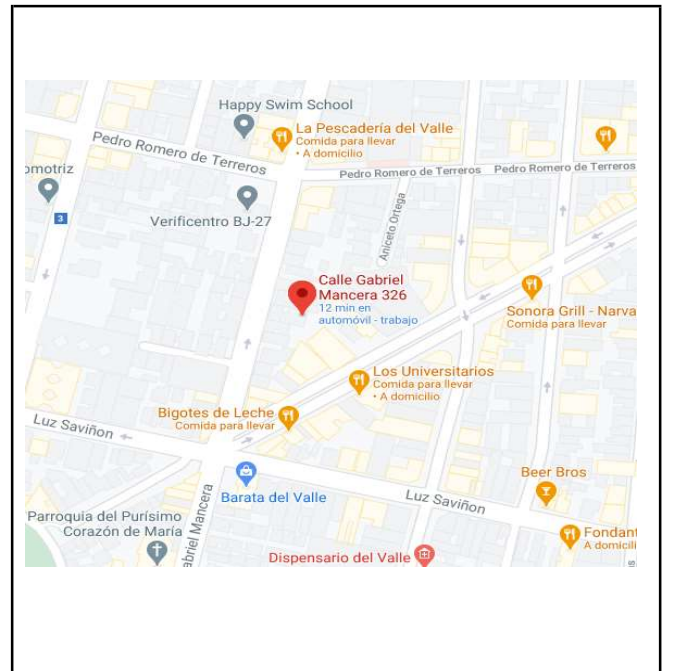 Happy Swim School
La Pescadería del Valle
Comida para llevar
• A domicilio
Pedro Romero de Terreros
Pedro Romero de Terreros
Pedro Romero de Terreros
omotriz
3
Verificentro BJ-27
Aniceto Ortega
Calle Gabriel
Mancera 326
12 min en
automóvil - trabajo
Sonora Grill - Narva
Comida para llevar
Los Universitarios
Comida para llevar
• A domicilio
Bigotes de Leche
Comida para llevar
Luz Saviñon
Barata del Valle
Luz Saviñon
Beer Bros
Parroquia del Purísimo
Corazón de María
abriel Mancera
Fondant
A domicili
Dispensario del Valle